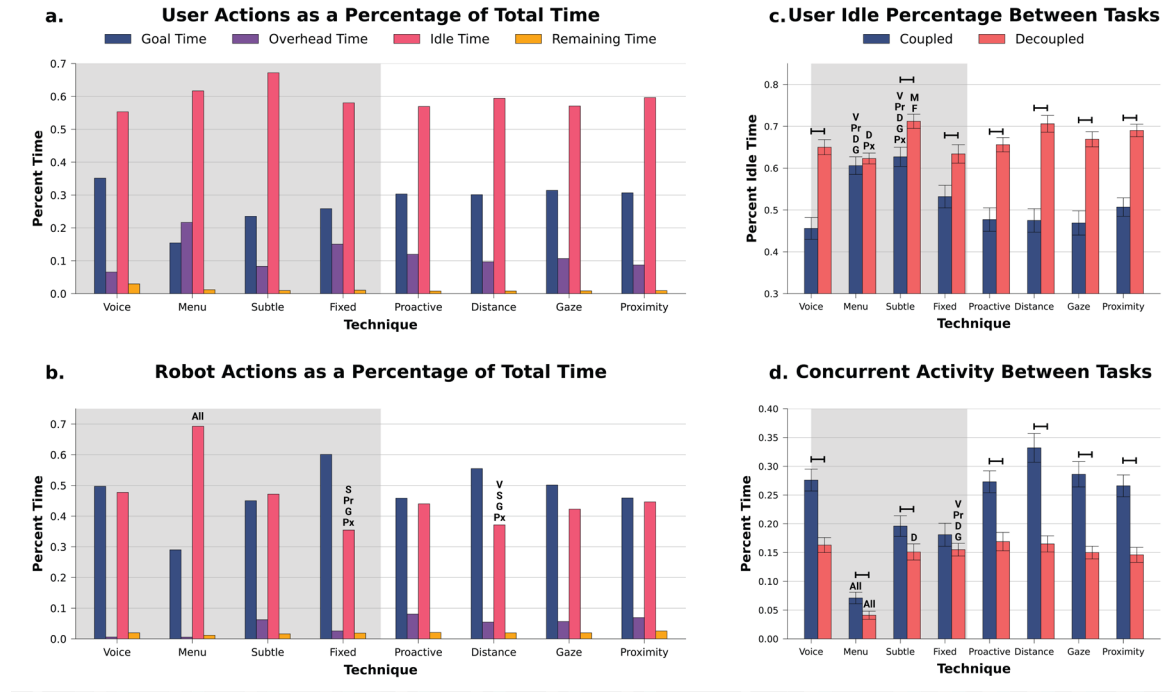 a. User Actions as a Percentage of Total Time
Goal Time Overhead Time Idle Time Remaining Time
0.7
0.6
0.5
0.4
0.3
0.2
0.1
0.0
Percent Time
Voice Menu Subtle Fixed Proactive Distance Gaze Proximity
Technique
c. User Idle Percentage Between Tasks
Coupled Decoupled
0.8
0.7
0.6
0.5
0.4
0.3
Percent Idle Time
V
Pr
D
G
D
Px
V
Pr
D
G
Px
M
F
Voice Menu Subtle Fixed Proactive Distance Gaze Proximity
Technique
b. Robot Actions as a Percentage of Total Time
0.7
0.6
0.5
0.4
0.3
0.2
0.1
0.0
Percent Time
All
S
Pr
G
Px
V
S
G
Px
Voice Menu Subtle Fixed Proactive Distance Gaze Proximity
Technique
d. Concurrent Activity Between Tasks
0.40
0.35
0.30
0.25
0.20
0.15
0.10
0.05
0.00
Percent Time
All
All
D
V
Pr
D
G
Voice Menu Subtle Fixed Proactive Distance Gaze Proximity
Technique